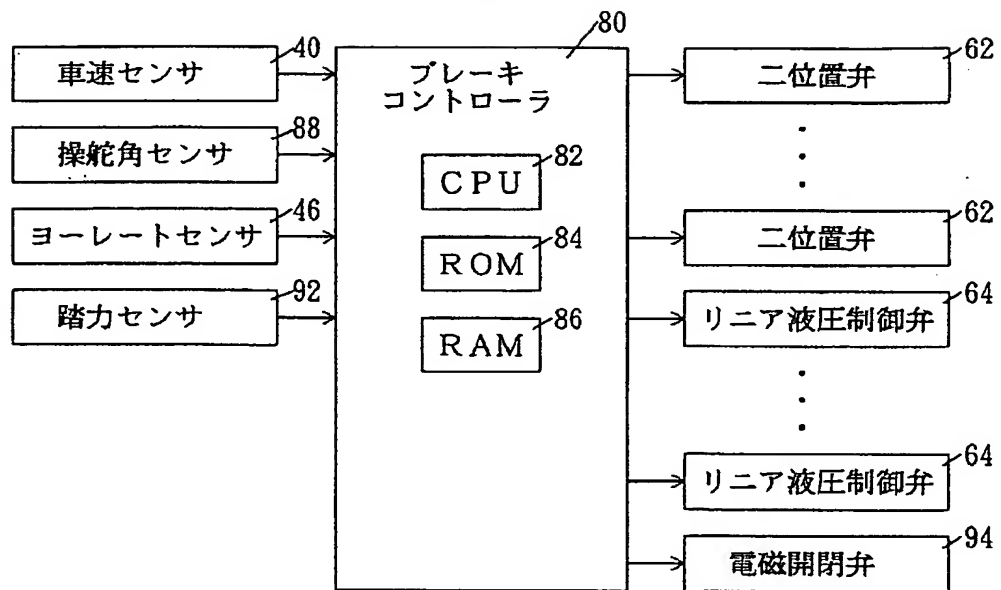 車速センサ
40
操舵角センサ
88
ヨーレートセンサ
46
踏力センサ
92
80
ブレーキ
コントローラ
82
CPU
84
ROM
86
RAM
62
二位置弁
62
二位置弁
64
リニア液圧制御弁
64
リニア液圧制御弁
94
電磁開閉弁